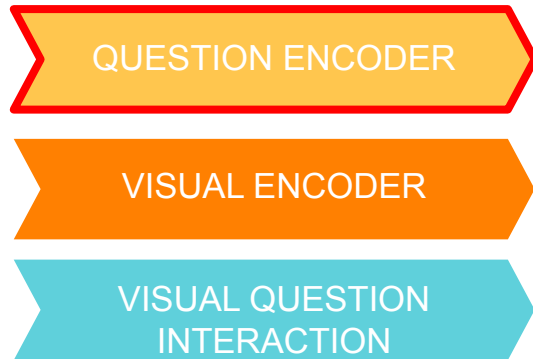 QUESTION ENCODER
VISUAL ENCODER
VISUAL QUESTION
INTERACTION